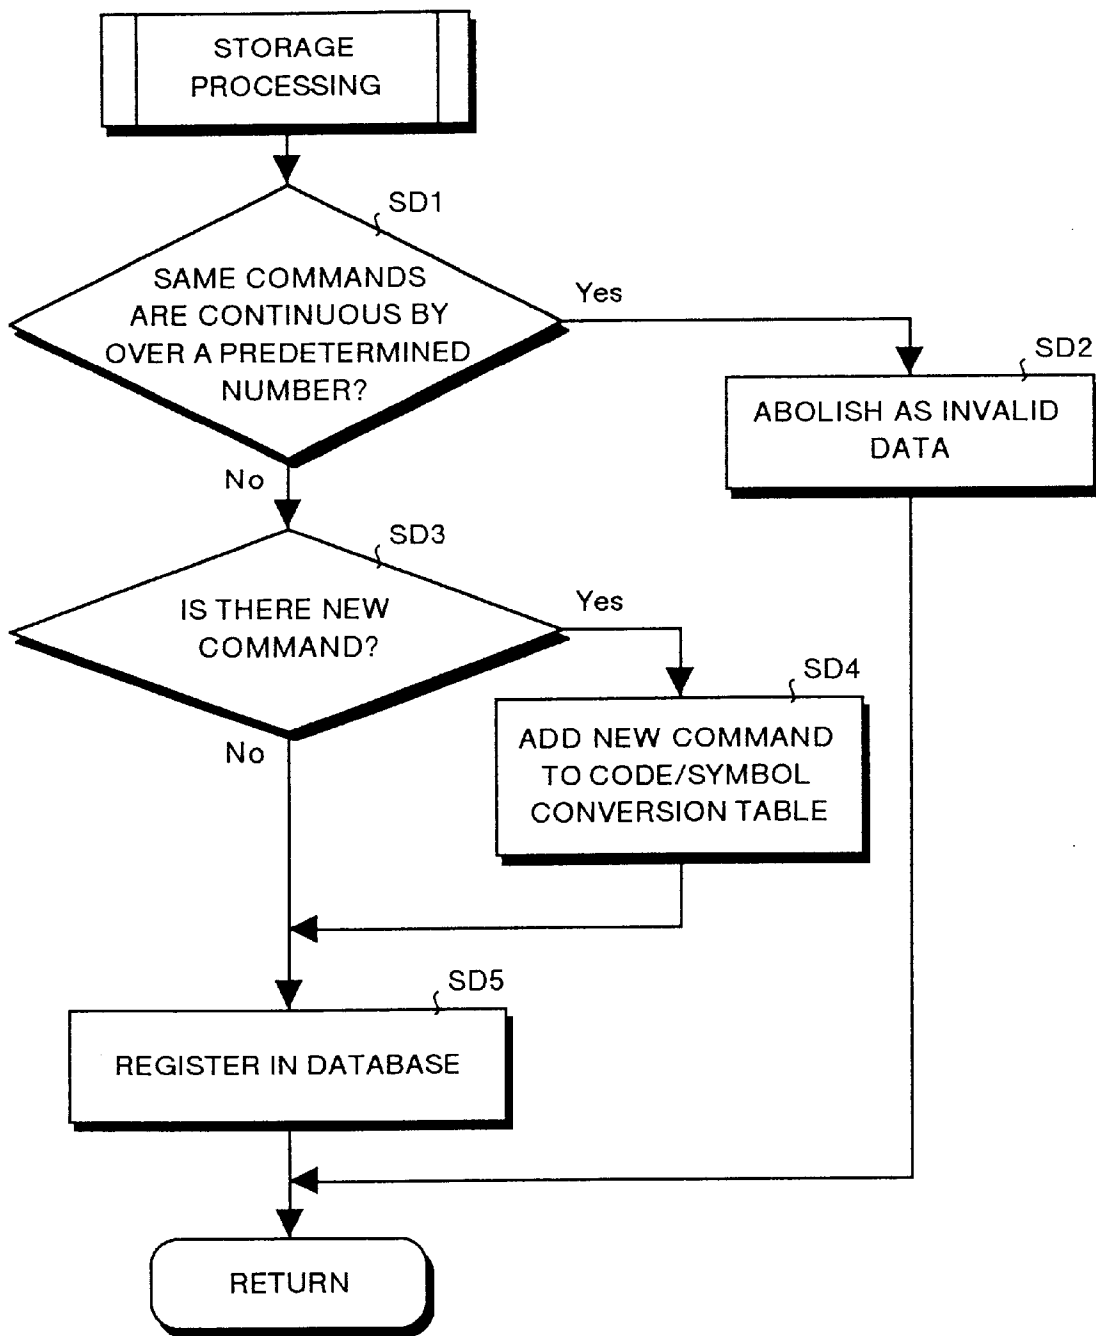 STORAGE
PROCESSING
SD1
SAME COMMANDS
ARE CONTINUOUS BY
OVER A PREDETERMINED
NUMBER?
Yes
SD2
ABOLISH AS INVALID
DATA
No
SD3
IS THERE NEW
COMMAND?
Yes
SD4
ADD NEW COMMAND
TO CODE/SYMBOL
CONVERSION TABLE
No
SD5
REGISTER IN DATABASE
RETURN